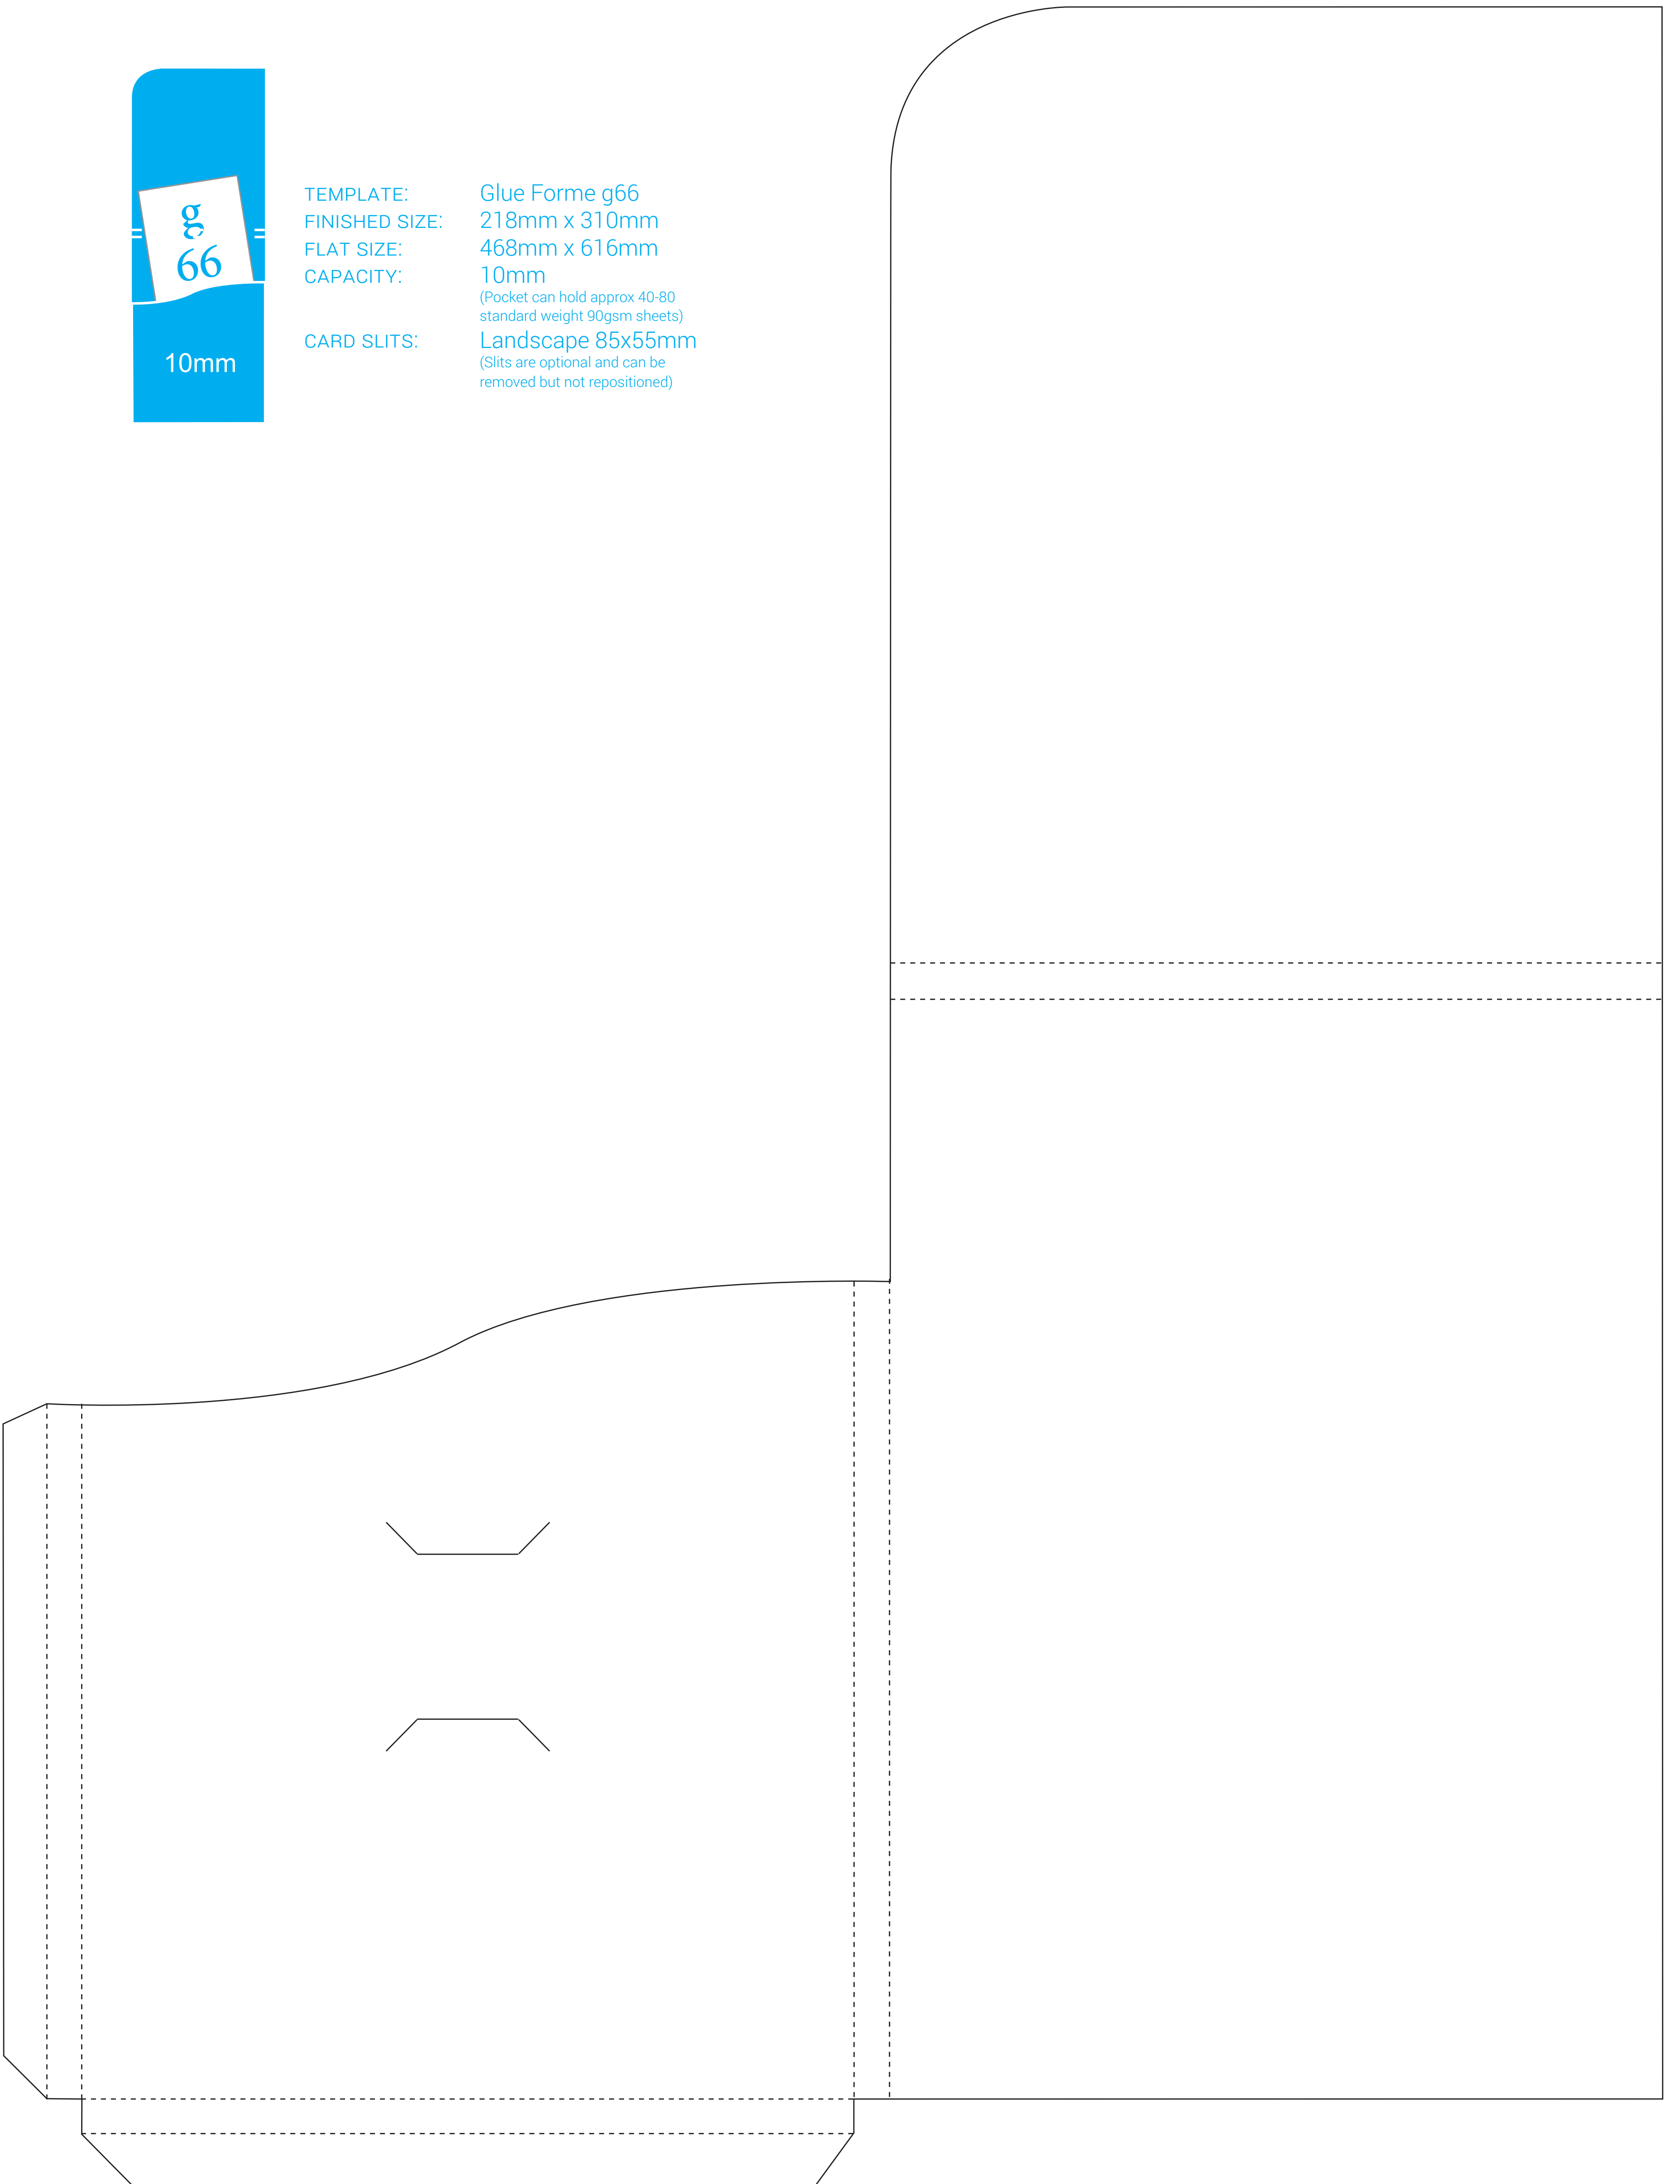 g
66
10mm
TEMPLATE: Glue Forme g66
FINISHED SIZE: 218mm x 310mm
FLAT SIZE: 468mm x 616mm
CAPACITY: 10mm
(Pocket can hold approx 40-80
standard weight 90gsm sheets)
CARD SLITS: Landscape 85x55mm
(Slits are optional and can be
removed but not repositioned)